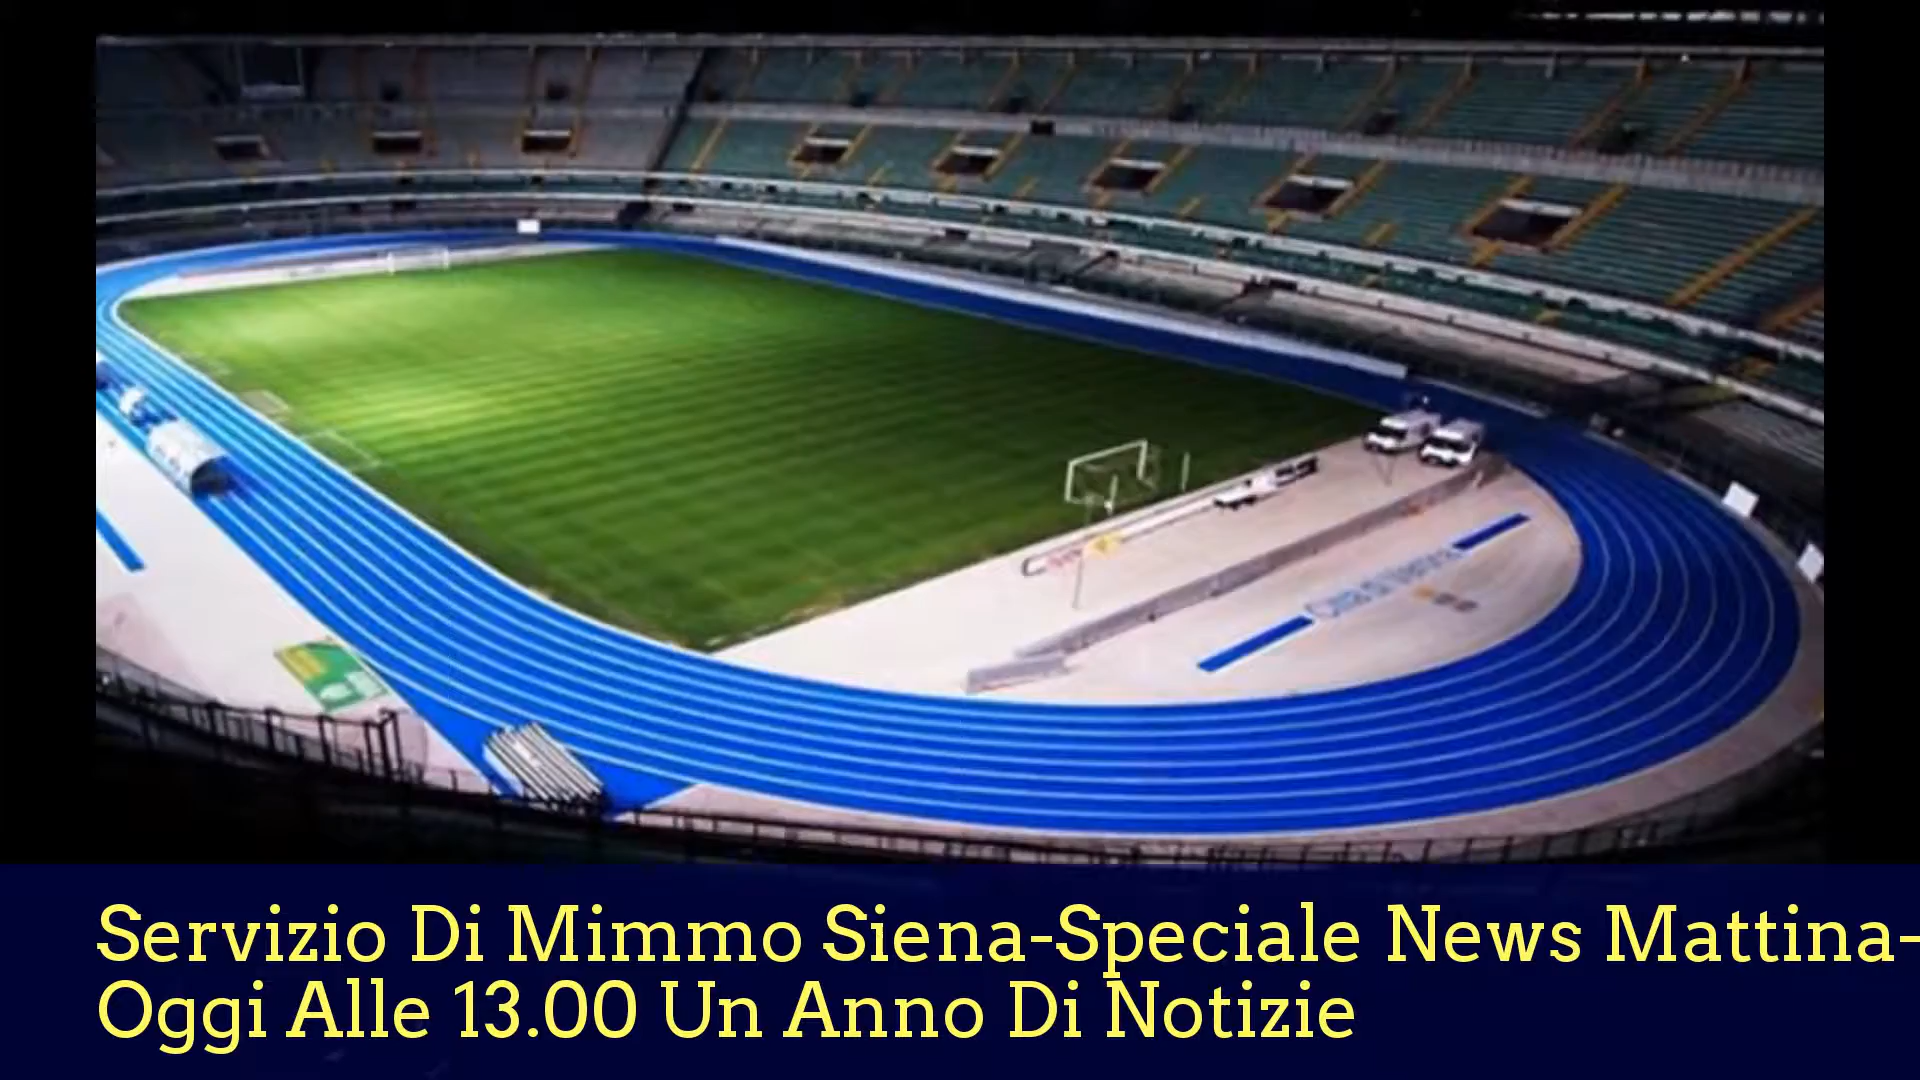 Servizio Di Mimmo Siena-Speciale News Mattina-
Oggi Alle 13.00 Un Anno Di Notizie